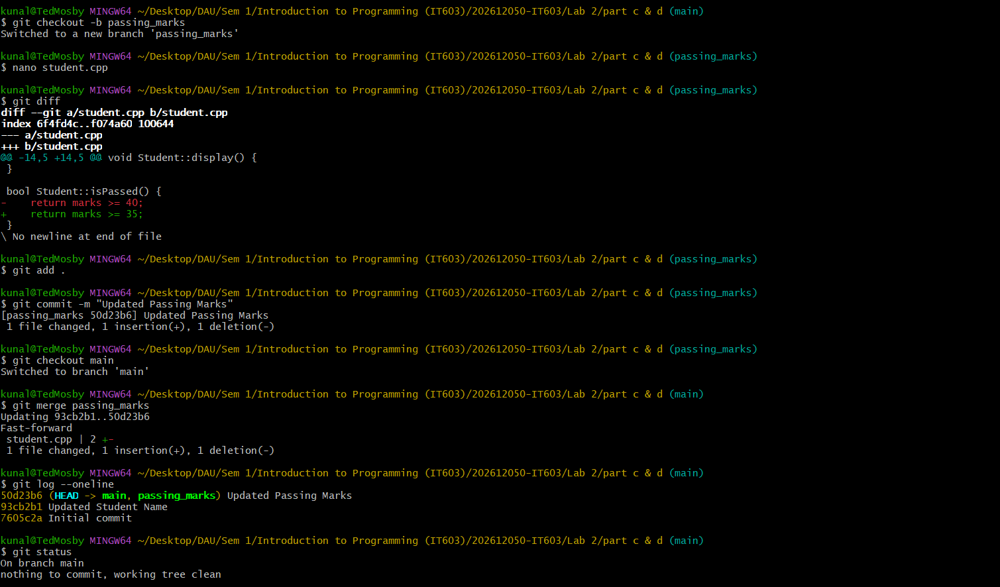 kunal@TedMosby MINGW64 ~/Desktop/DAU/Sem 1/Introduction to Programming (IT603)/202612050-IT603/Lab 2/part c & d (main)
$ git checkout -b passing_marks
Switched to a new branch 'passing_marks'
kunal@TedMosby MINGW64 ~/Desktop/DAU/Sem 1/Introduction to Programming (IT603)/202612050-IT603/Lab 2/part c & d (passing_marks)
$ nano student.cpp
kunal@TedMosby MINGW64 ~/Desktop/DAU/Sem 1/Introduction to Programming (IT603)/202612050-IT603/Lab 2/part c & d (passing_marks)
$ git diff
diff --git a/student.cpp b/student.cpp
index 6f4fd4c..f074a60 100644
--- a/student.cpp
+++ b/student.cpp
@@ -14,5 +14,5 @@ void Student::display() {
 }
 bool Student::isPassed() {
-    return marks >= 40;
+    return marks >= 35;
 }
\ No newline at end of file
kunal@TedMosby MINGW64 ~/Desktop/DAU/Sem 1/Introduction to Programming (IT603)/202612050-IT603/Lab 2/part c & d (passing_marks)
$ git add .
kunal@TedMosby MINGW64 ~/Desktop/DAU/Sem 1/Introduction to Programming (IT603)/202612050-IT603/Lab 2/part c & d (passing_marks)
$ git commit -m "Updated Passing Marks"
[passing_marks 50d23b6] Updated Passing Marks
 1 file changed, 1 insertion(+), 1 deletion(-)
kunal@TedMosby MINGW64 ~/Desktop/DAU/Sem 1/Introduction to Programming (IT603)/202612050-IT603/Lab 2/part c & d (passing_marks)
$ git checkout main
Switched to branch 'main'
kunal@TedMosby MINGW64 ~/Desktop/DAU/Sem 1/Introduction to Programming (IT603)/202612050-IT603/Lab 2/part c & d (main)
$ git merge passing_marks
Updating 93cb2b1..50d23b6
Fast-forward
 student.cpp | 2 +-
 1 file changed, 1 insertion(+), 1 deletion(-)
kunal@TedMosby MINGW64 ~/Desktop/DAU/Sem 1/Introduction to Programming (IT603)/202612050-IT603/Lab 2/part c & d (main)
$ git log --oneline
50d23b6 (HEAD -> main, passing_marks) Updated Passing Marks
93cb2b1 Updated Student Name
7605c2a Initial commit
kunal@TedMosby MINGW64 ~/Desktop/DAU/Sem 1/Introduction to Programming (IT603)/202612050-IT603/Lab 2/part c & d (main)
$ git status
On branch main
nothing to commit, working tree clean